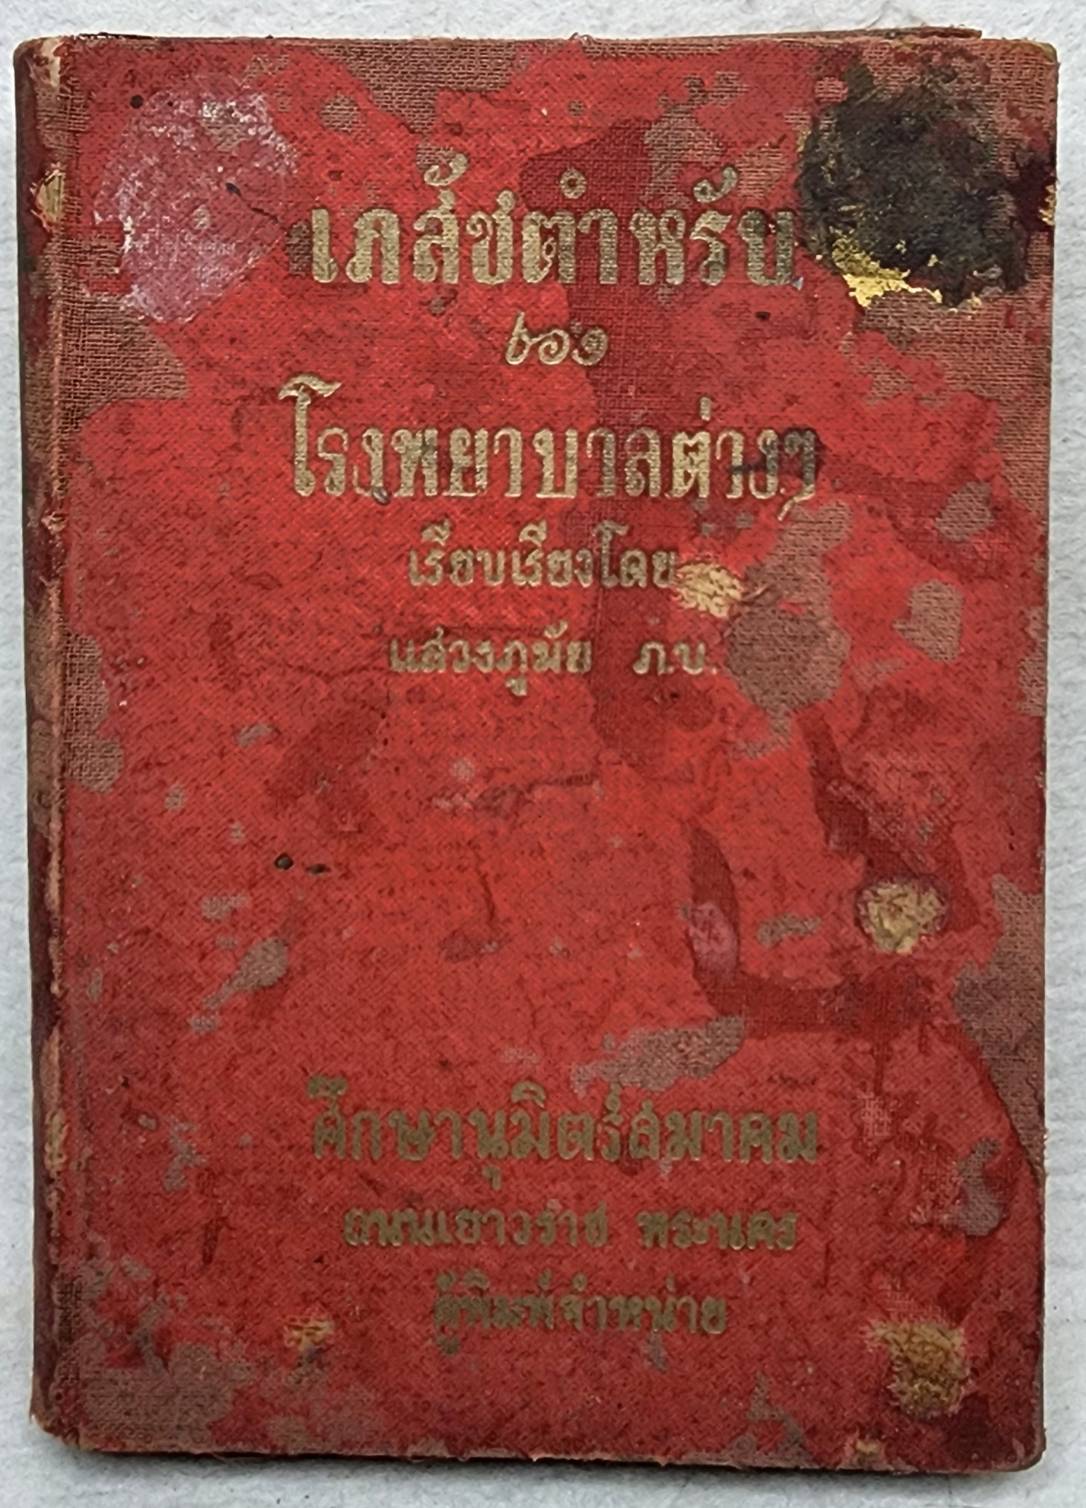 เภสัชตำหรับ
ของ
โรงพยาบาลต่างๆ
เรียบเรียงโดย
แสวงภูมัย ภ.บ.
ศึกษานุมิตร์สมาคม
ถนนเยาวราช พระนคร
ผู้พิมพ์จำหน่าย